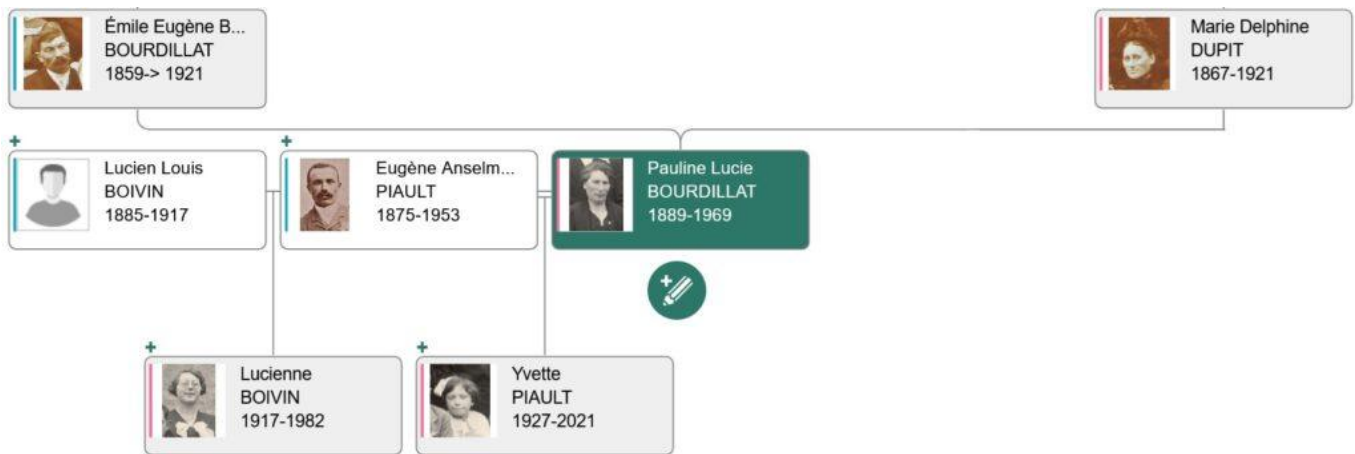 Émile Eugène B...
BOURDILLAT
1859-> 1921
Marie Delphine
DUPIT
1867-1921
Lucien Louis
BOIVIN
1885-1917
Eugène Anselm...
PIAULT
1875-1953
Pauline Lucie
BOURDILLAT
1889-1969
Lucienne
BOIVIN
1917-1982
Yvette
PIAULT
1927-2021